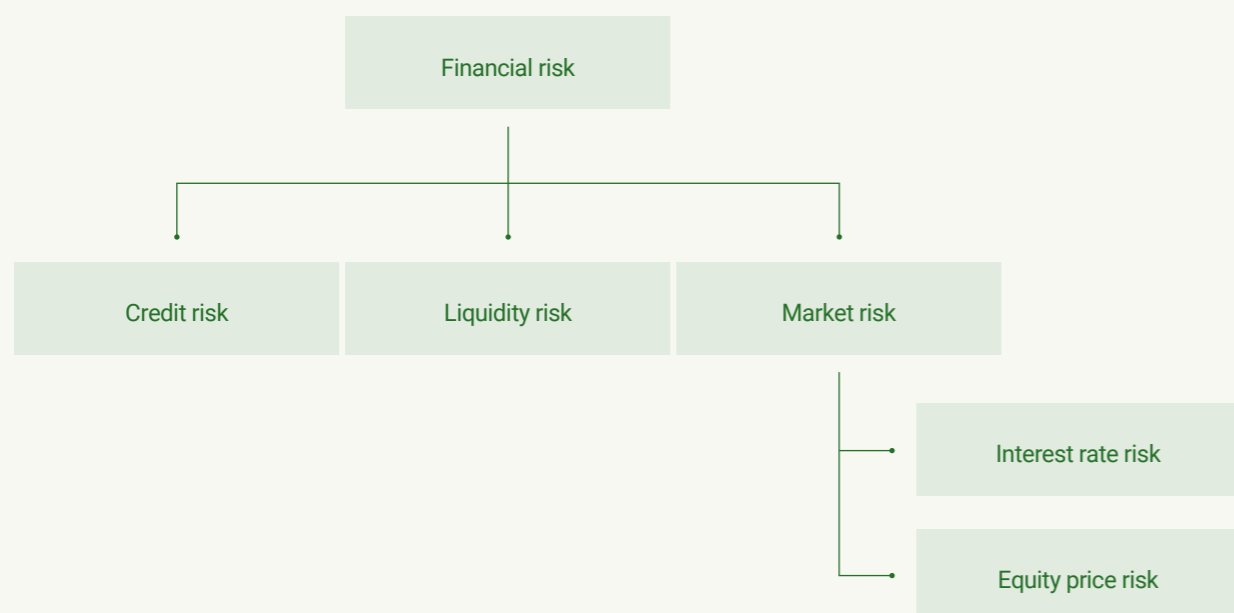 Financial risk
Credit risk
Liquidity risk
Market risk
Interest rate risk
Equity price risk